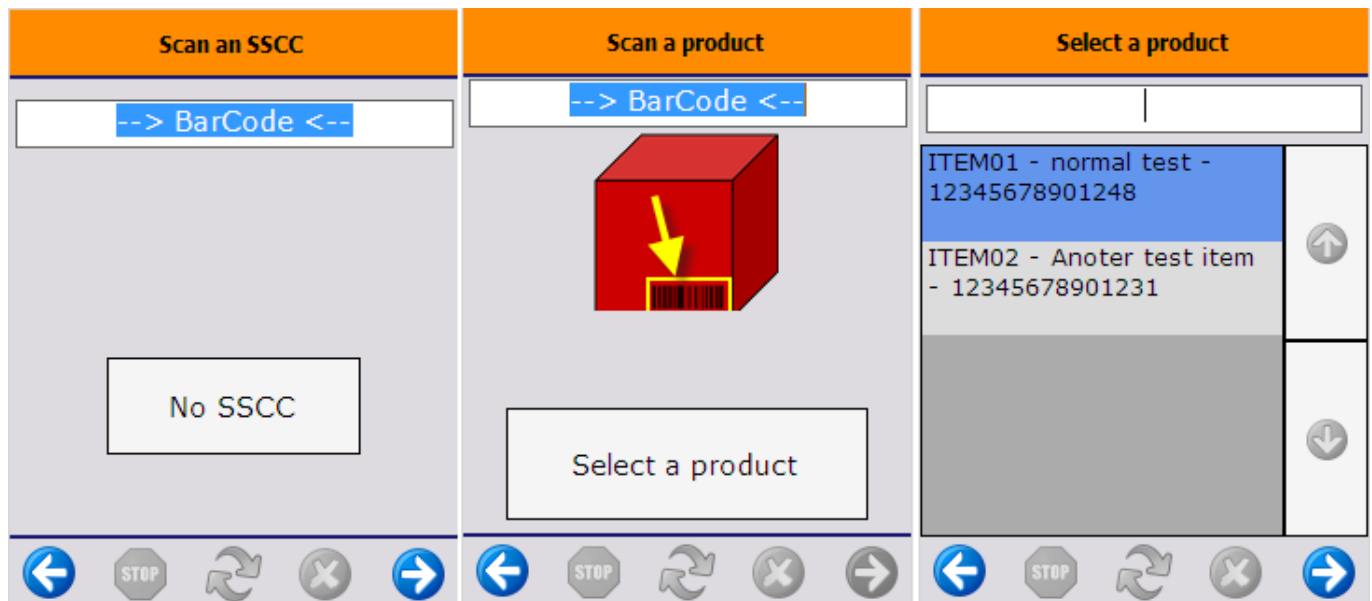 Scan an SSCC
--> BarCode <--
No SSCC
STOP
Scan a product
--> BarCode <--
Select a product
STOP
Select a product
ITEM01 - normal test -
12345678901248
ITEM02 - Anoter test item
- 12345678901231
STOP